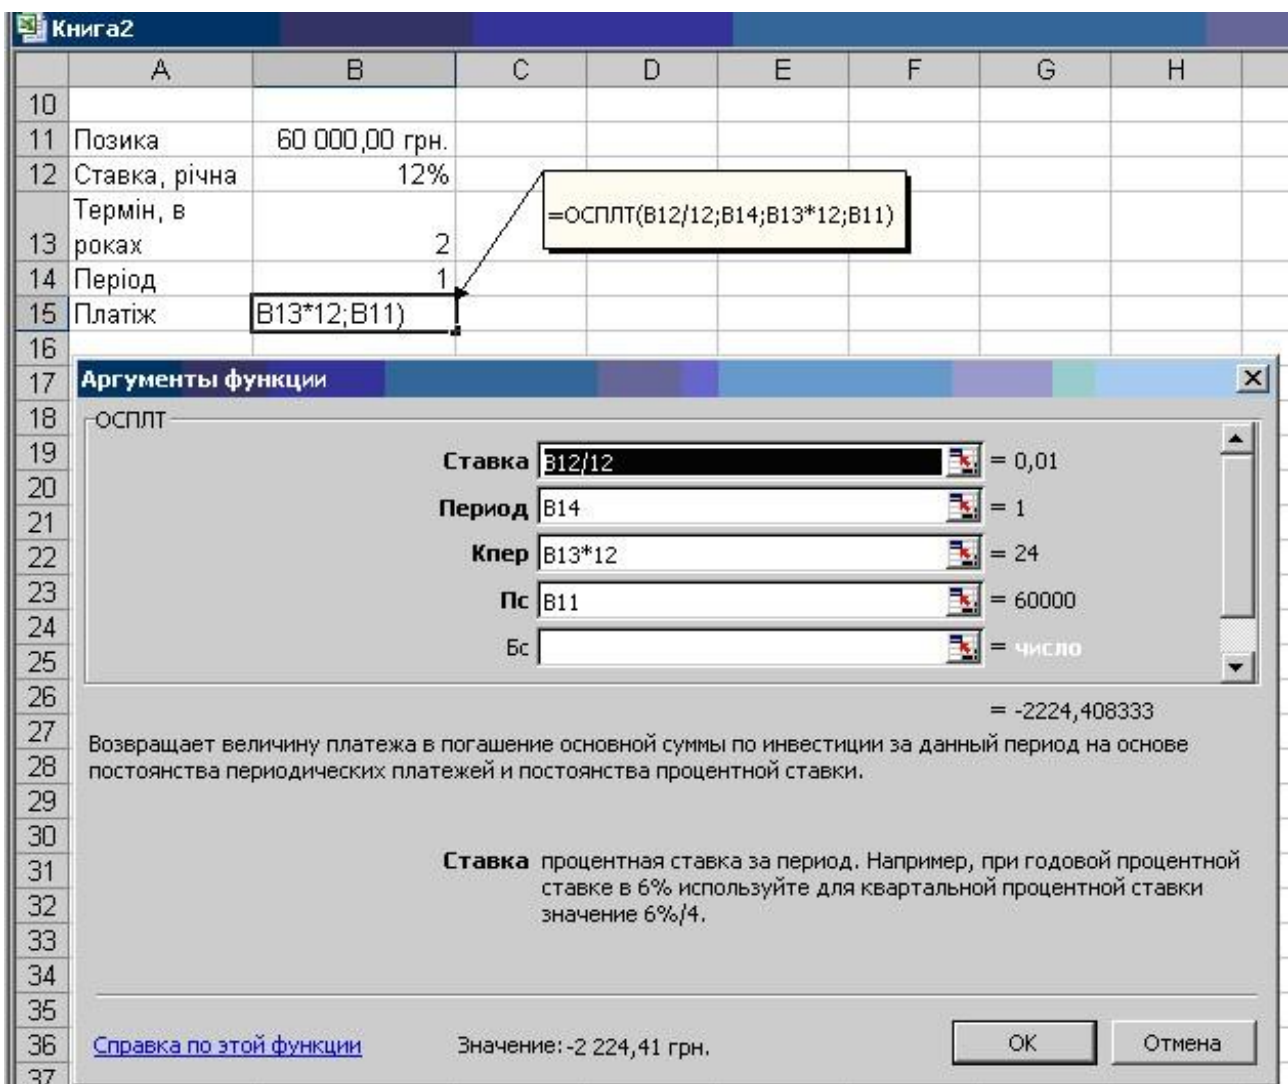 Книга2
A B C D E F G H
10
11 Позика 60 000,00 грн.
12 Ставка, річна 12%
Термін, в
13 роках 2
=ОСПЛТ(B12/12;B14;B13*12;B11)
14 Період 1
15 Платіж B13*12;B11)
16
17 Аргументы функции
18 ОСПЛТ
19 Ставка B12/12 = 0,01
20
21 Период B14 = 1
22 Кпер B13*12 = 24
23 Пс B11 = 60000
24
25 Бс = число
26 = -2224,408333
27 Возвращает величину платежа в погашение основной суммы по инвестиции за данный период на основе
28 постоянства периодических платежей и постоянства процентной ставки.
29
30
31 Ставка процентная ставка за период. Например, при годовой процентной
32 ставке в 6% используйте для квартальной процентной ставки
значение 6%/4.
33
34
35
36 Справка по этой функции Значение: -2 224,41 грн. OK Отмена
37